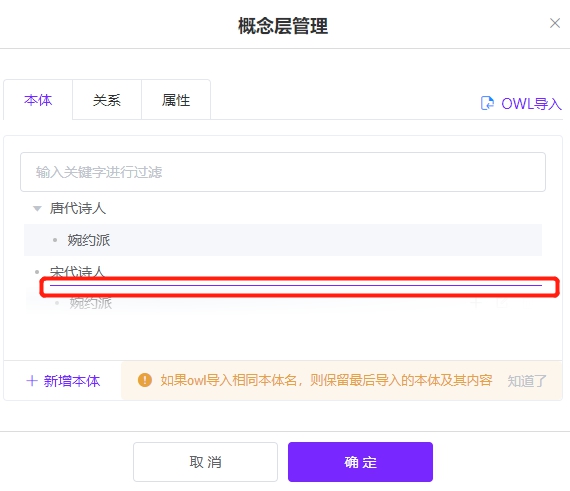 概念层管理
本体 关系 属性 OWL导入
输入关键字进行过滤
唐代诗人
婉约派
宋代诗人
婉约派
新增本体 如果owl导入相同本体名，则保留最后导入的本体及其内容 知道了
取消 确定